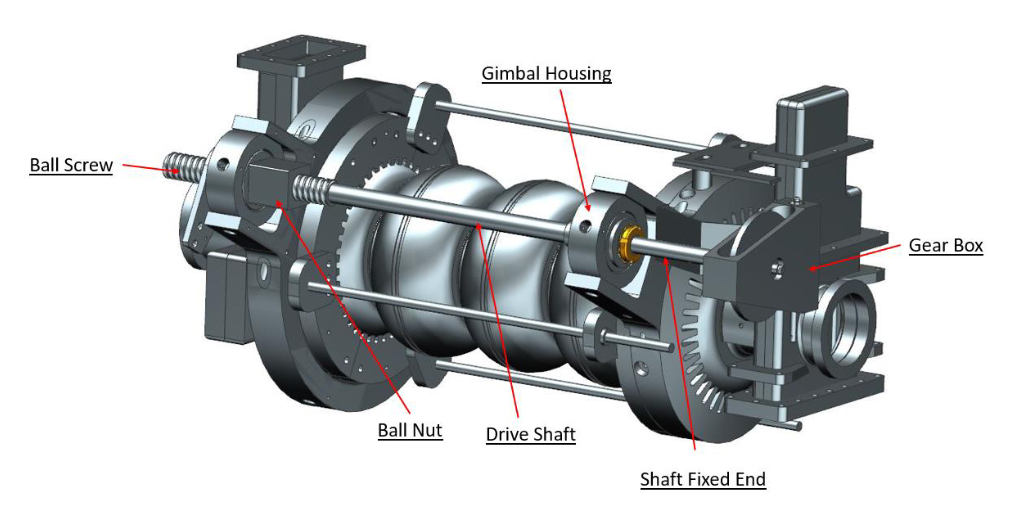 Gimbal Housing
Ball Screw
Gear Box
Ball Nut
Drive Shaft
Shaft Fixed End